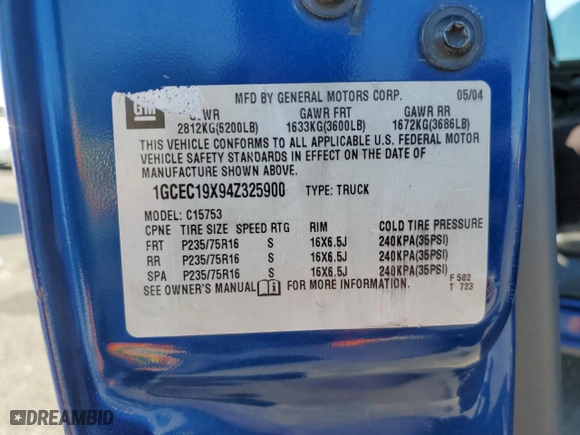 GM
MFD BY GENERAL MOTORS CORP. 05/04
GVWR GAWR FRT GAWR RR
2812KG(6200LB) 1633KG(3600LB) 1672KG(3686LB)
THIS VEHICLE CONFORMS TO ALL APPLICABLE U.S. FEDERAL MOTOR
VEHICLE SAFETY STANDARDS IN EFFECT ON THE DATE OF
MANUFACTURE SHOWN ABOVE.
1GCEC19X94Z325900 TYPE: TRUCK
MODEL: C15753
CPNE TIRE SIZE SPEED RTG RIM COLD TIRE PRESSURE
FRT P235/75R16 S 16X6.5J 240KPA(35PSI)
RR P235/75R16 S 16X6.5J 240KPA(35PSI)
SPA P235/75R16 S 16X6.5J 240KPA(35PSI)
SEE OWNER'S MANUAL FOR MORE INFORMATION.
F 502
T 723
DREAMBID